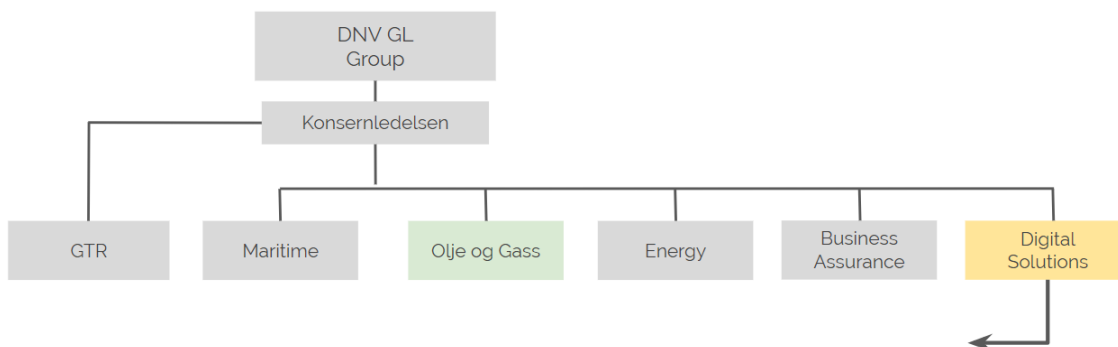 DNV GL
Group
Konsernledelsen
GTR
Maritime
Olje og Gass
Energy
Business
Assurance
Digital
Solutions